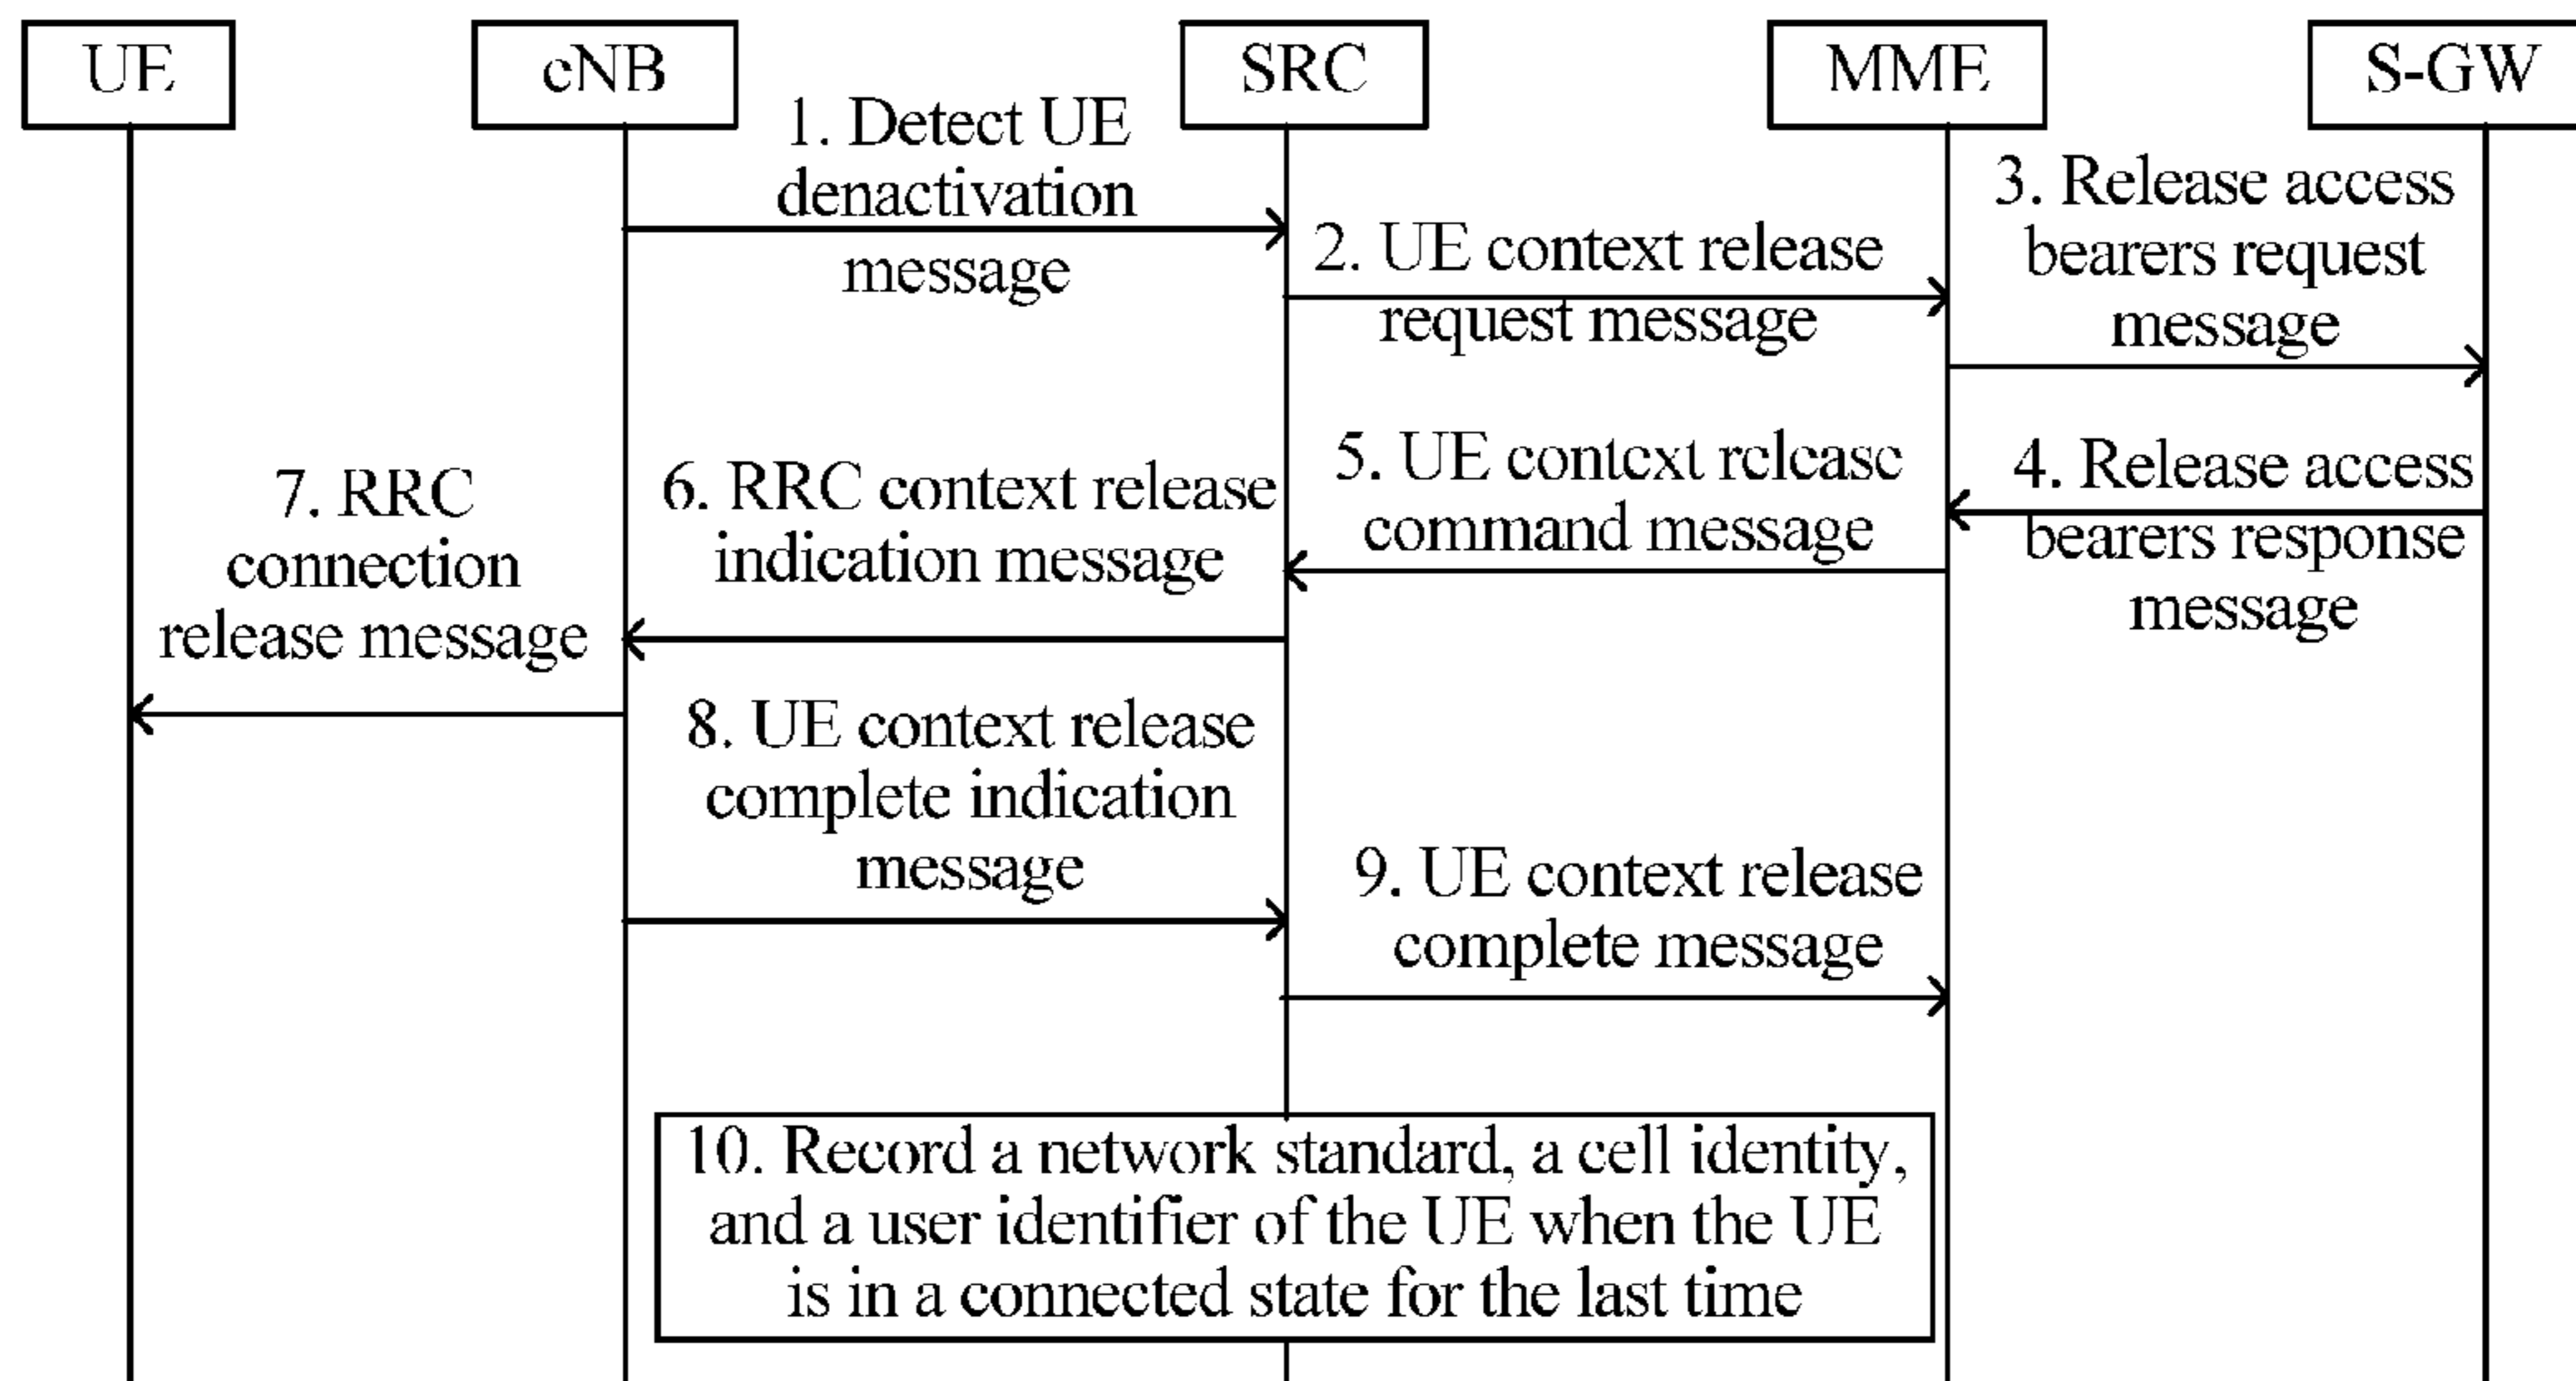 UE
eNB
SRC
MME
S-GW
1. Detect UE
denactivation
message
2. UE context release
request message
3. Release access
bearers request
message
4. Release access
bearers response
message
5. UE context release
command message
6. RRC context release
indication message
7. RRC
connection
release message
8. UE context release
complete indication
message
9. UE context release
complete message
10. Record a network standard, a cell identity,
and a user identifier of the UE when the UE
is in a connected state for the last time